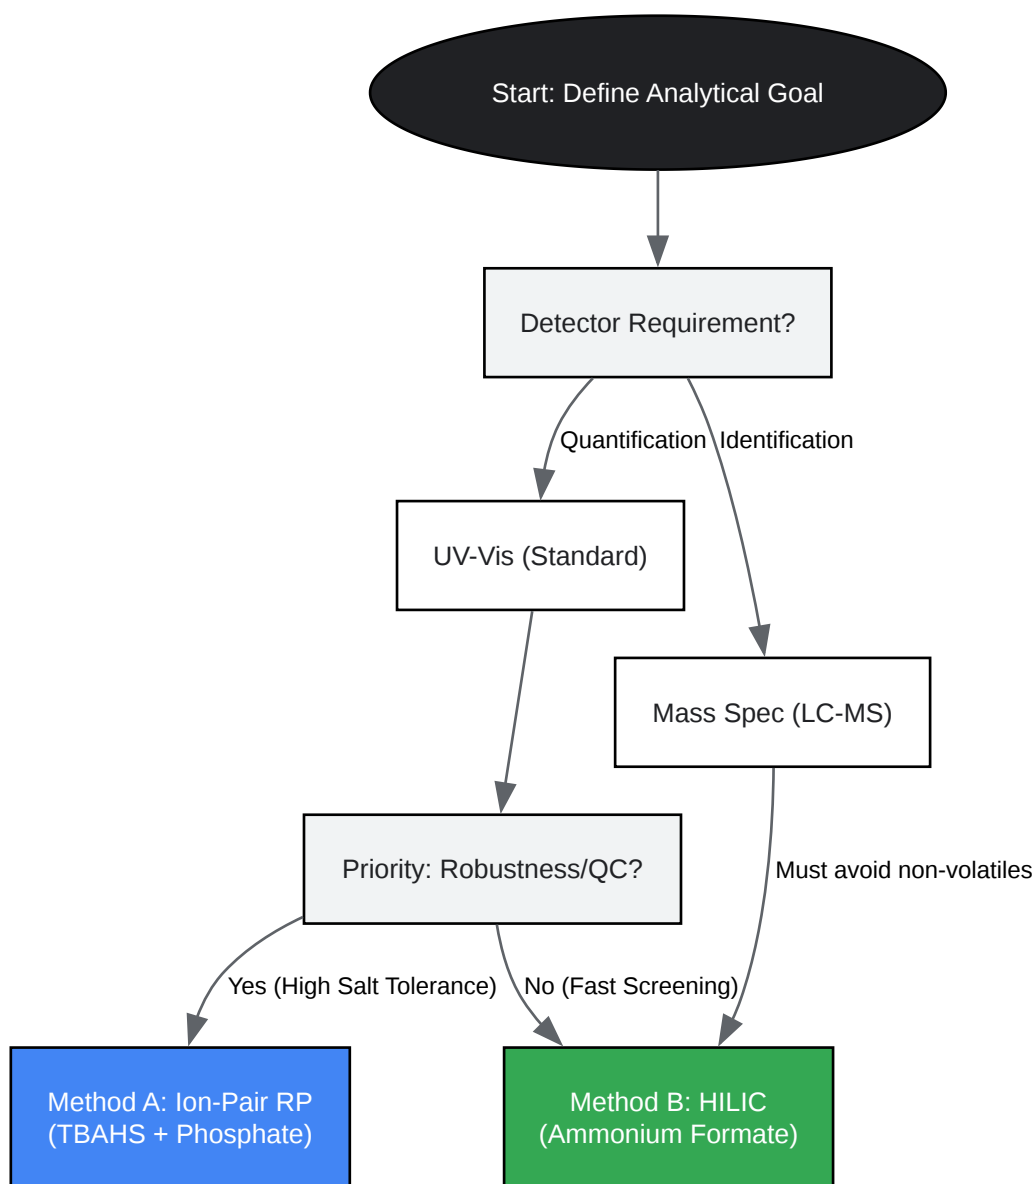 Start: Define Analytical Goal
Detector Requirement?
Quantification
Identification
UV-Vis (Standard)
Mass Spec (LC-MS)
Priority: Robustness/QC?
Must avoid non-volatiles
Yes (High Salt Tolerance)
No (Fast Screening)
Method A: Ion-Pair RP
(TBAHS + Phosphate)
Method B: HILIC
(Ammonium Formate)